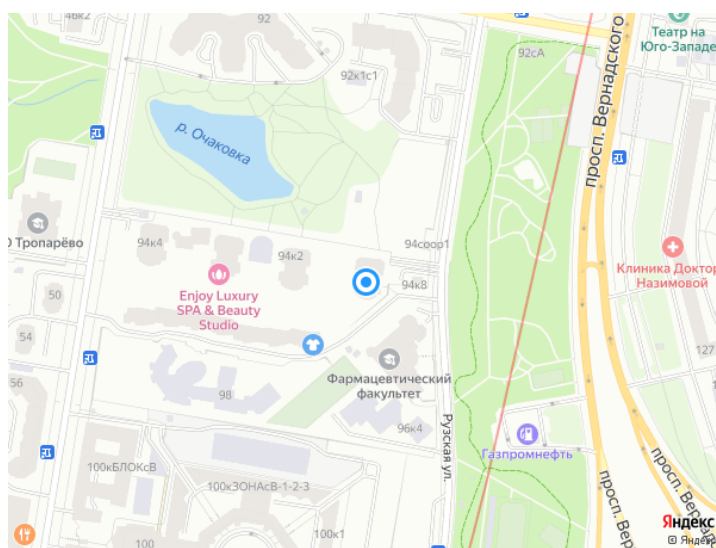 46к2
92
Театр на
Юго-Западе
92сА
92к1с1
просп. Вернадского
р. Очаковка
О Тропарёво
94к4
94к2
94соор1
94к8
Клиника Доктор
Назимовой
Enjoy Luxury
SPA & Beauty
Studio
50
54
127
56
98
Фармацевтический
факультет
96к4
Рузская ул.
Газпромнефть
100кБЛОКсВ
100кЗОНАсВ-1-2-3
100
100к1
просп. Вер
просп. Вер
Яндекс